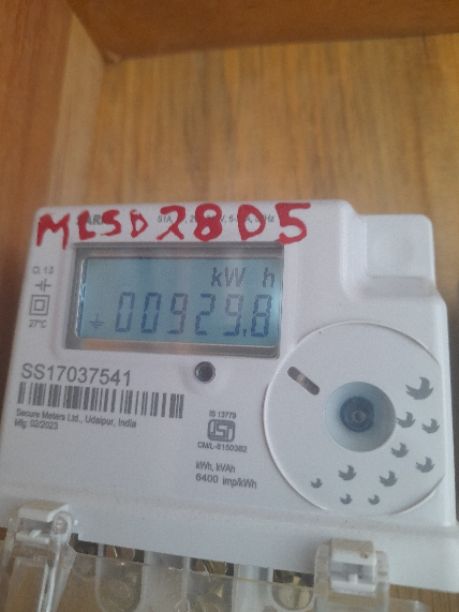 MLSD2805
kW h
00929.8
Cl. 1.0
27°C
SS17037541
Secure Meters Ltd., Udaipur, India
Mfg. 02/2023
IS 13779
CM/L-8150362
kWh, kVAh
6400 imp/kWh